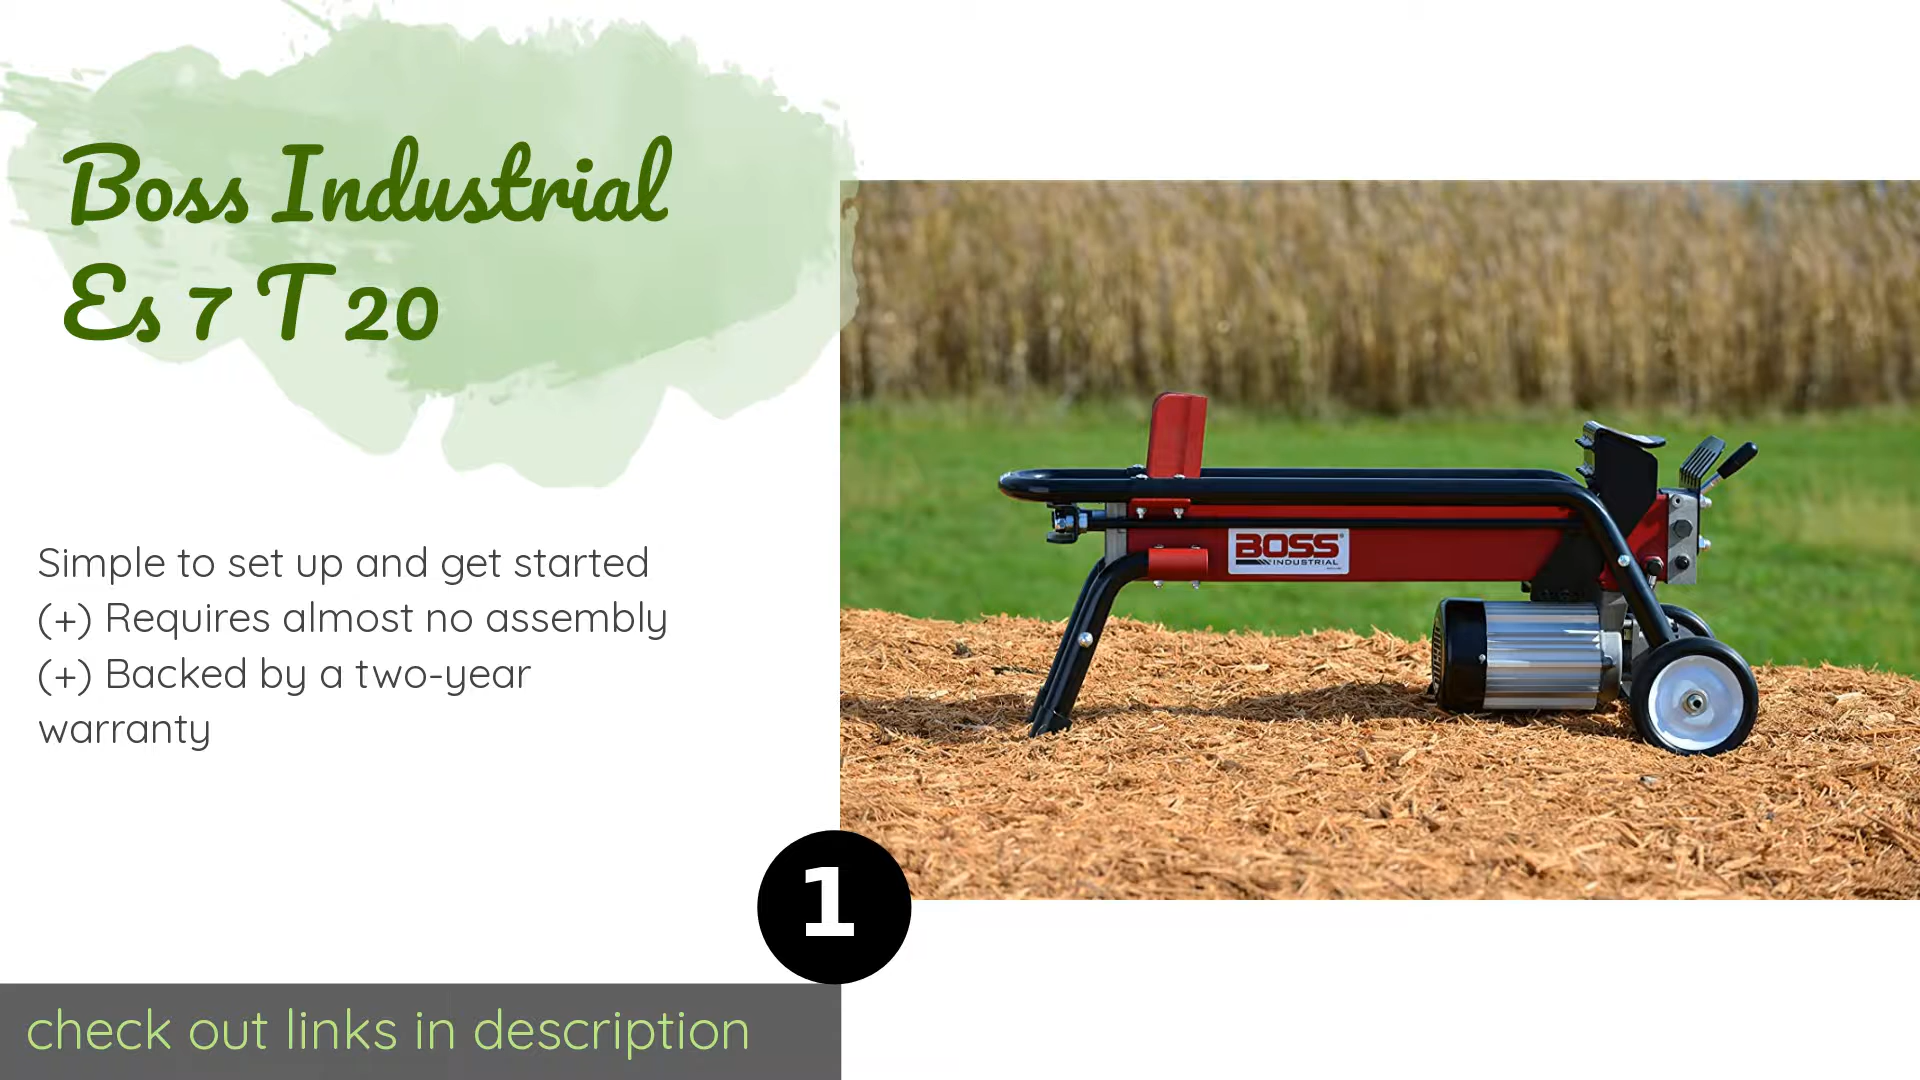 Boss Industrial
Es 7 T 20
Simple to set up and get started
(+) Requires almost no assembly
(+) Backed by a two-year
warranty
BOSS
INDUSTRIAL
1
check out links in description